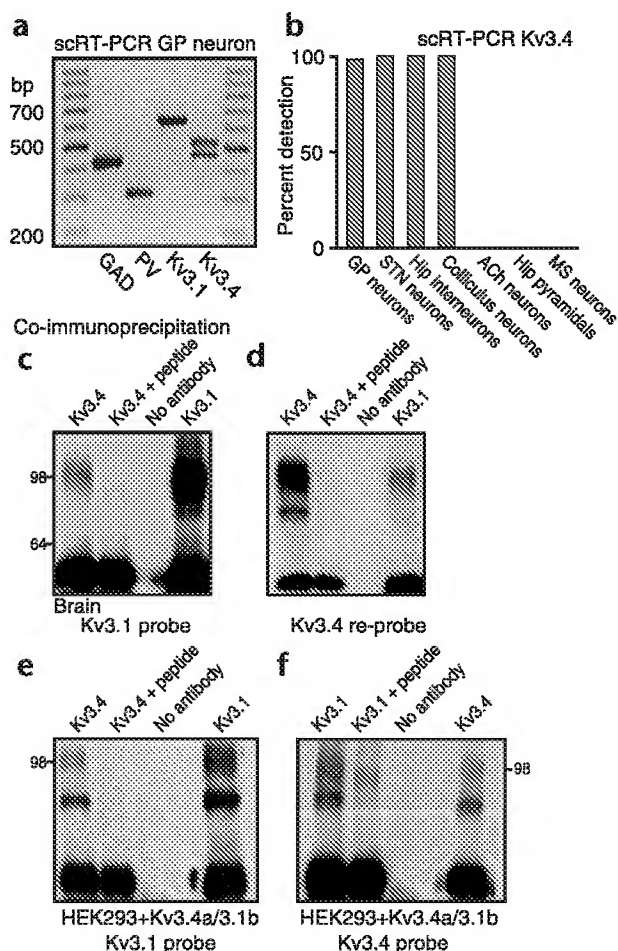 a
scRT-PCR GP neuron
bp
700
500
200
GAD
PV
Kv3.1
Kv3.4
b
scRT-PCR Kv3.4
Percent detection
100
50
0
GP neurons
STN neurons
Hip interneurons
Colliculus neurons
ACh neurons
Hip pyramidals
MS neurons
Co-immunoprecipitation
c
Kv3.4
Kv3.4 + peptide
No antibody
Kv3.1
98
64
Brain
Kv3.1 probe
d
Kv3.4
Kv3.4 + peptide
No antibody
Kv3.1
Kv3.4 re-probe
e
Kv3.4
Kv3.4 + peptide
No antibody
Kv3.1
98
HEK293+Kv3.4a/3.1b
Kv3.1 probe
f
Kv3.1
Kv3.1 + peptide
No antibody
Kv3.4
98
HEK293+Kv3.4a/3.1b
Kv3.4 probe